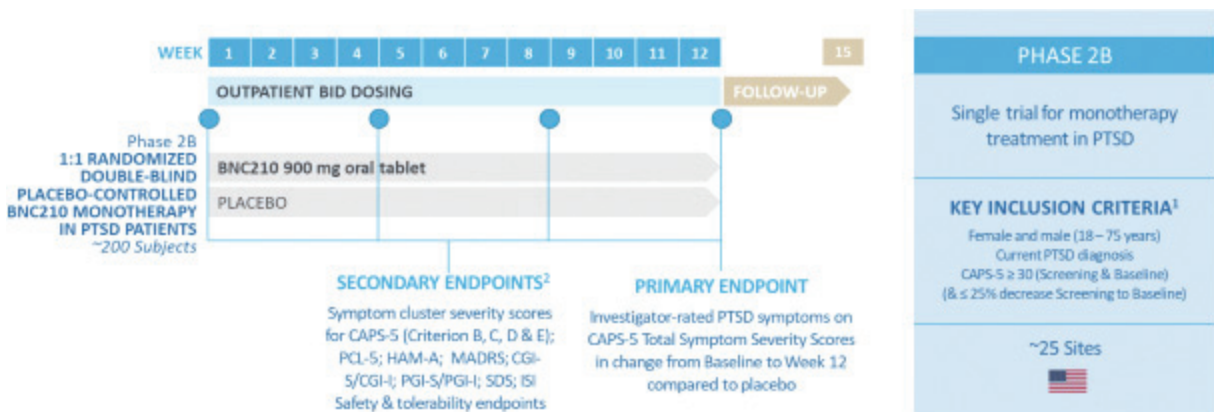 WEEK 1 2 3 4 5 6 7 8 9 10 11 12 15
OUTPATIENT BID DOSING
FOLLOW-UP
Phase 2B
1:1 RANDOMIZED
DOUBLE-BLIND
PLACEBO-CONTROLLED
BNC210 MONOTHERAPY
IN PTSD PATIENTS
~200 Subjects
BNC210 900 mg oral tablet
PLACEBO
SECONDARY ENDPOINTS²
Symptom cluster severity scores
for CAPS-5 (Criterion B, C, D & E);
PCL-5; HAM-A; MADRS; CGI-
S/CGI-I; PGI-S/PGI-I; SDS; ISI
Safety & tolerability endpoints
PRIMARY ENDPOINT
Investigator-rated PTSD symptoms on
CAPS-5 Total Symptom Severity Scores
in change from Baseline to Week 12
compared to placebo
PHASE 2B
Single trial for monotherapy
treatment in PTSD
KEY INCLUSION CRITERIA¹
Female and male (18 – 75 years)
Current PTSD diagnosis
CAPS-5 ≥ 30 (Screening & Baseline)
(& ≤ 25% decrease Screening to Baseline)
~25 Sites